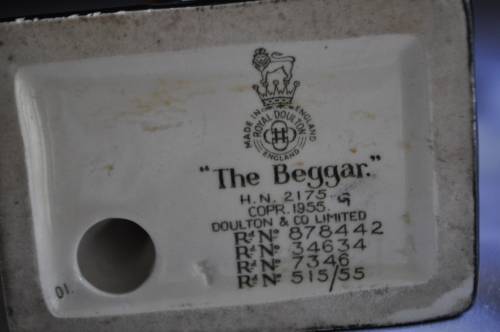 MADE IN ENGLAND
ROYAL DOULTON
ENGLAND
"The Beggar."
H.N. 2175.
COPR. 1955.
DOULTON & CO LIMITED
Rd No 878442
Rd No 34634
Rd No 7346
Rd No 515/55
01.